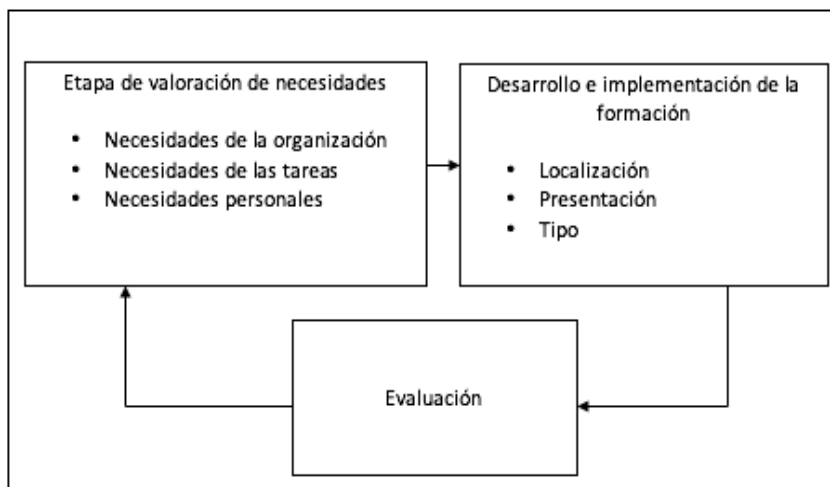 Etapa de valoración de necesidades
• Necesidades de la organización
• Necesidades de las tareas
• Necesidades personales
Desarrollo e implementación de la
formación
• Localización
• Presentación
• Tipo
Evaluación